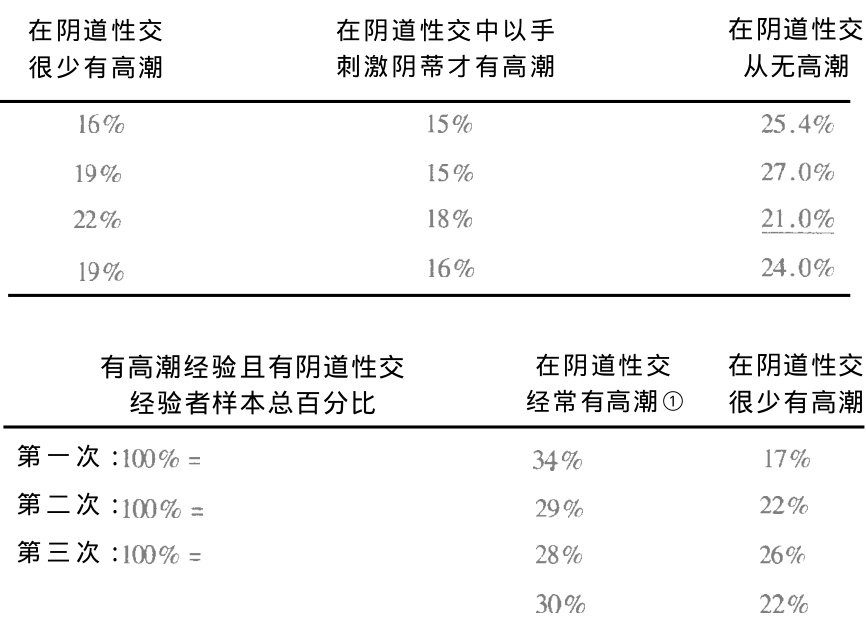 在阴道性交 在阴道性交中以手 在阴道性交
很少有高潮 刺激阴蒂才有高潮 从无高潮
16% 15% 25.4%
19% 15% 27.0%
22% 18% 21.0%
19% 16% 24.0%
有高潮经验且有阴道性交 在阴道性交 在阴道性交
经验者样本总百分比 经常有高潮① 很少有高潮
第一次:100%= 34% 17%
第二次:100%= 29% 22%
第三次:100%= 28% 26%
30% 22%